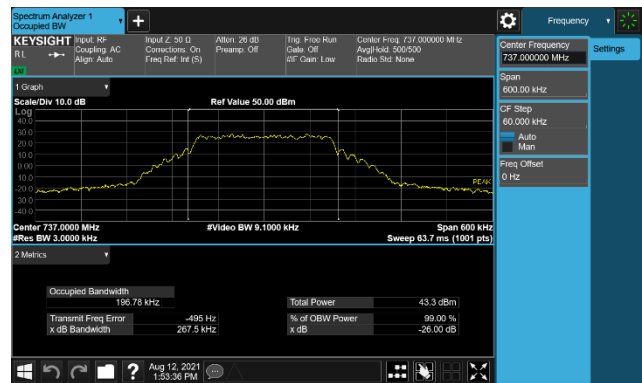 Spectrum Analyzer 1
Occupied BW
+
Frequency
KEYSIGHT Input: RF Input Z: 50 Ω Atten: 26 dB Trig: Free Run Center Freq: 737.000000 MHz
RL Coupling: AC Corrections: On Preamp: Off Gate: Off Avg|Hold: 500/500
Align: Auto Freq Ref: Int (S) #IF Gain: Low Radio Std: None
Center Frequency
737.000000 MHz
Settings
Span
600.00 kHz
CF Step
60.000 kHz
Auto
Man
Freq Offset
0 Hz
1 Graph
Scale/Div 10.0 dB Ref Value 50.00 dBm
Log
40.0
30.0
20.0
10.0
0.00
-10.0
-20.0
-30.0
-40.0
PEAK
Center 737.0000 MHz #Video BW 9.1000 kHz Span 600 kHz
#Res BW 3.0000 kHz Sweep 63.7 ms (1001 pts)
2 Metrics
Occupied Bandwidth
196.78 kHz Total Power 43.3 dBm
Transmit Freq Error -495 Hz % of OBW Power 99.00 %
x dB Bandwidth 267.5 kHz x dB -26.00 dB
? Aug 12, 2021
1:53:36 PM